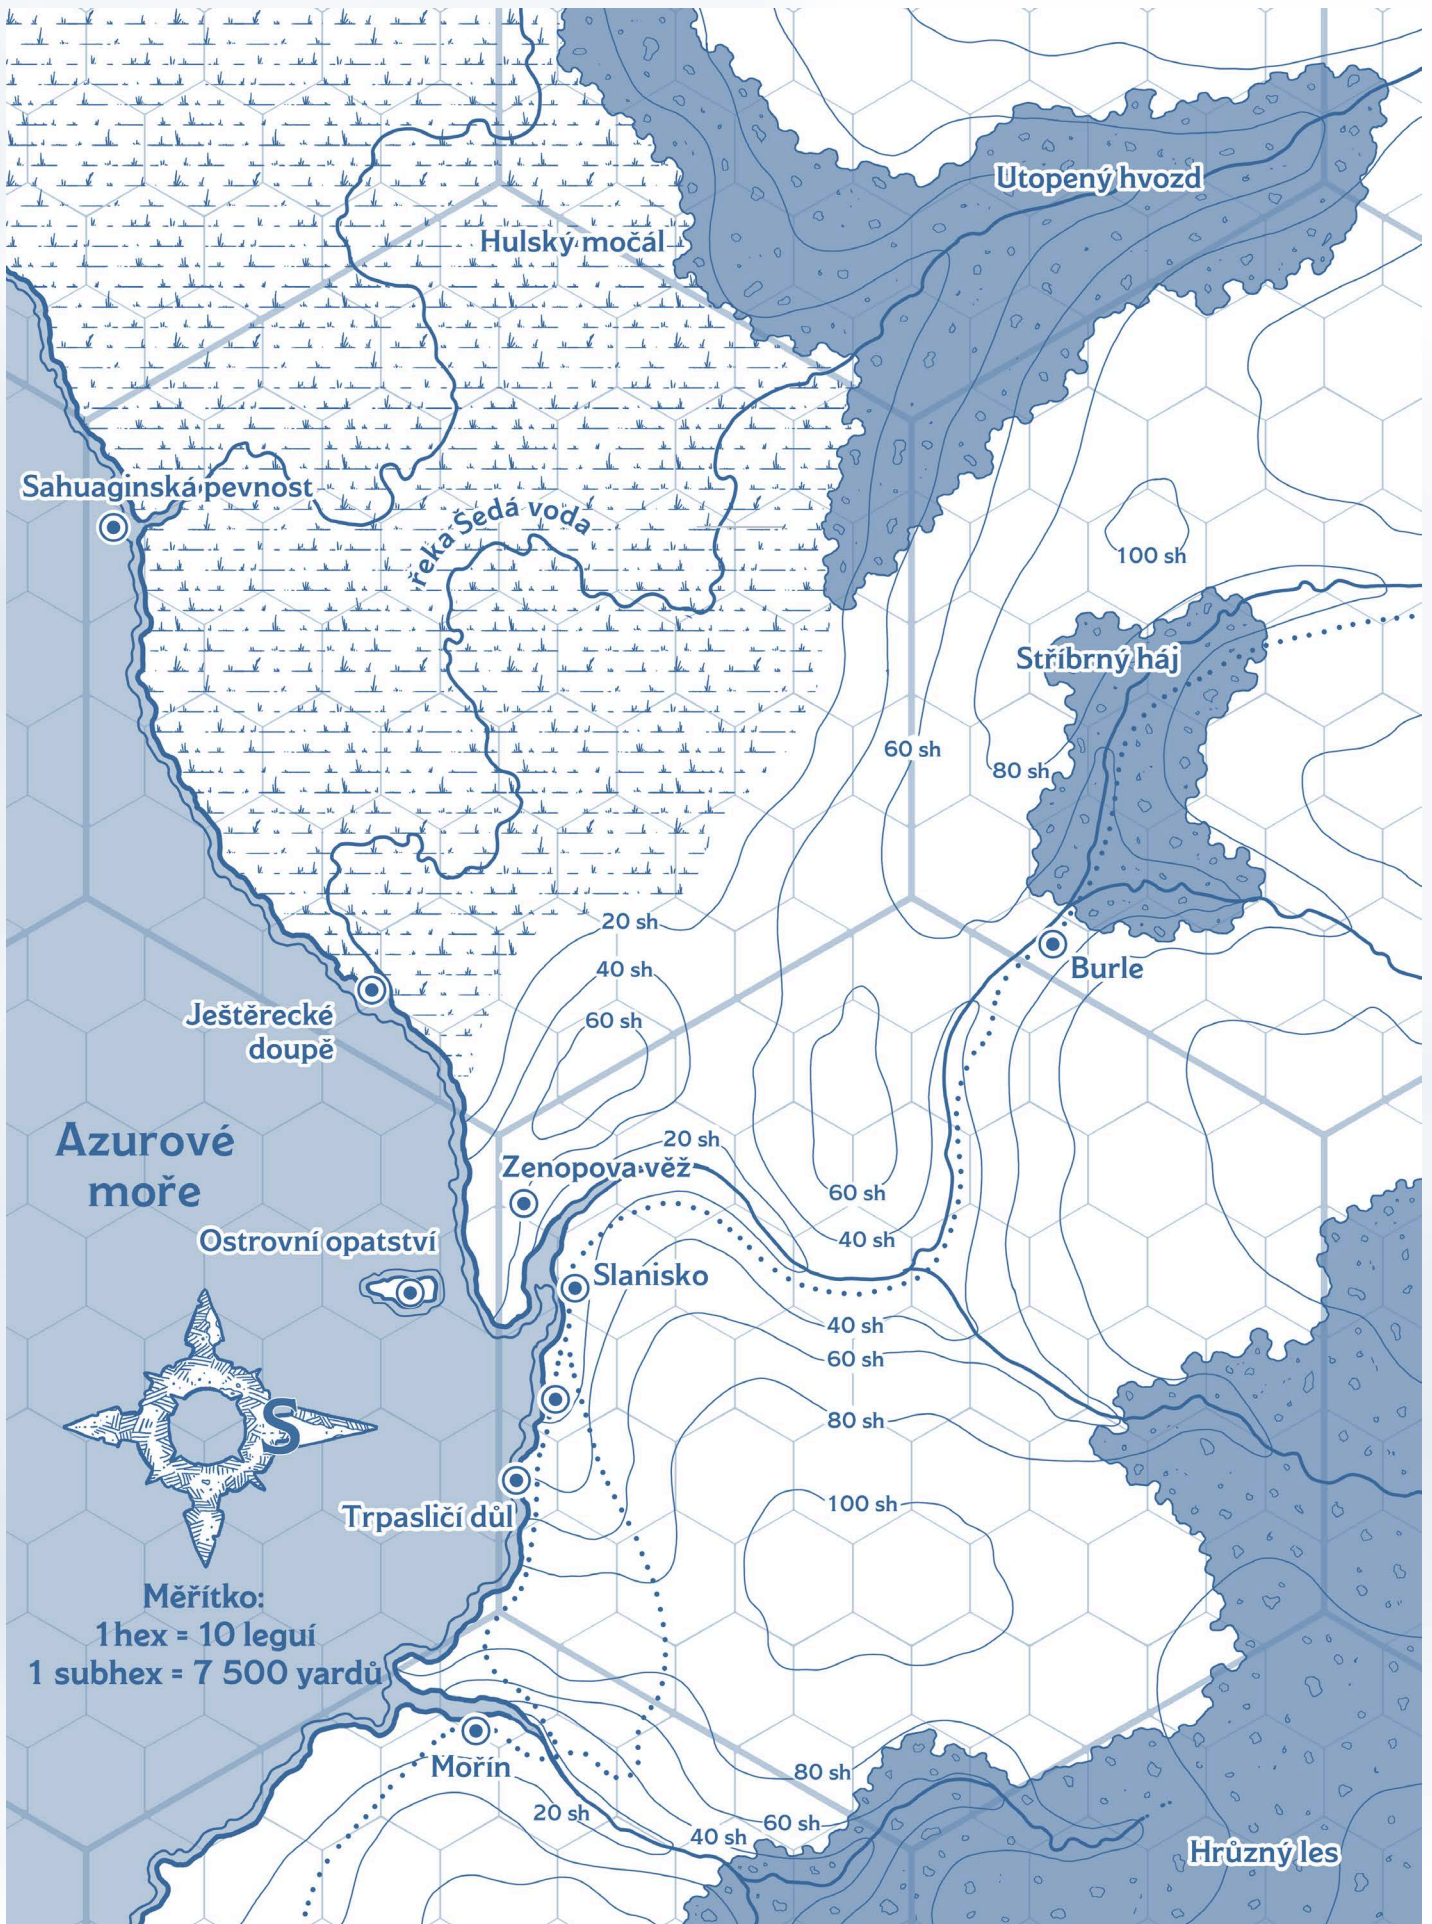 Utopený hvozd
Hulský močál
Sahuaginská pevnost
řeka Šedá voda
100 sh
Stříbrný háj
60 sh
80 sh
20 sh
40 sh
60 sh
Burle
Ještěrecké
doupě
Azurové
moře
20 sh
Zenopova věž
60 sh
40 sh
Ostrovní opatství
Slanisko
40 sh
60 sh
80 sh
S
100 sh
Trpasličí důl
Měřítko:
1 hex = 10 leguí
1 subhex = 7 500 yardů
Mořín
80 sh
20 sh
60 sh
40 sh
Hrůzný les